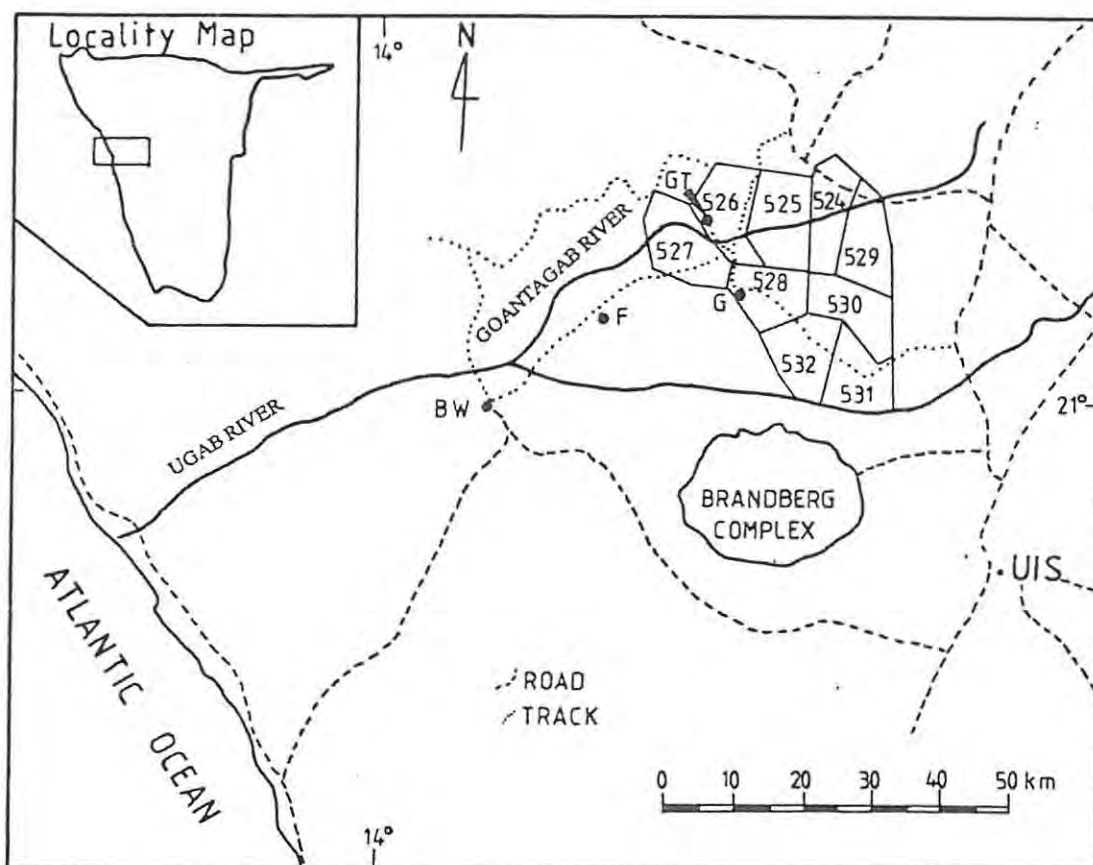 Locality Map
14°
N
GT
526
525
524
527
529
528
530
G
F
532
531
GOANTAGAB RIVER
BW
UGAB RIVER
21°
BRANDBERG
COMPLEX
UIS
ATLANTIC OCEAN
ROAD
TRACK
0 10 20 30 40 50 km
14°